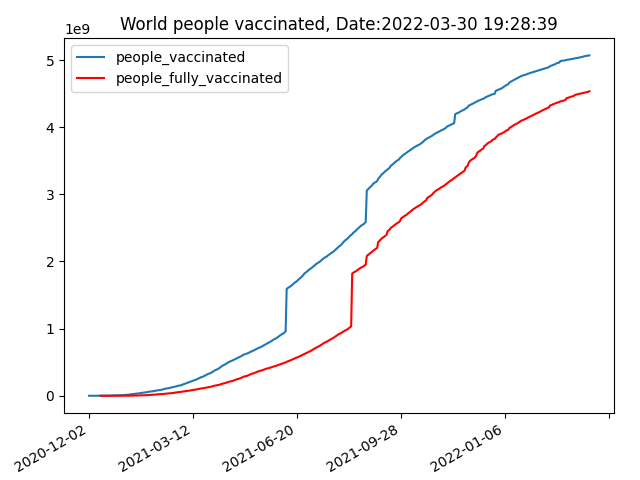 World people vaccinated, Date:2022-03-30 19:28:39
1e9
people_vaccinated
people_fully_vaccinated
5
4
3
2
1
0
2020-12-02
2021-03-12
2021-06-20
2021-09-28
2022-01-06